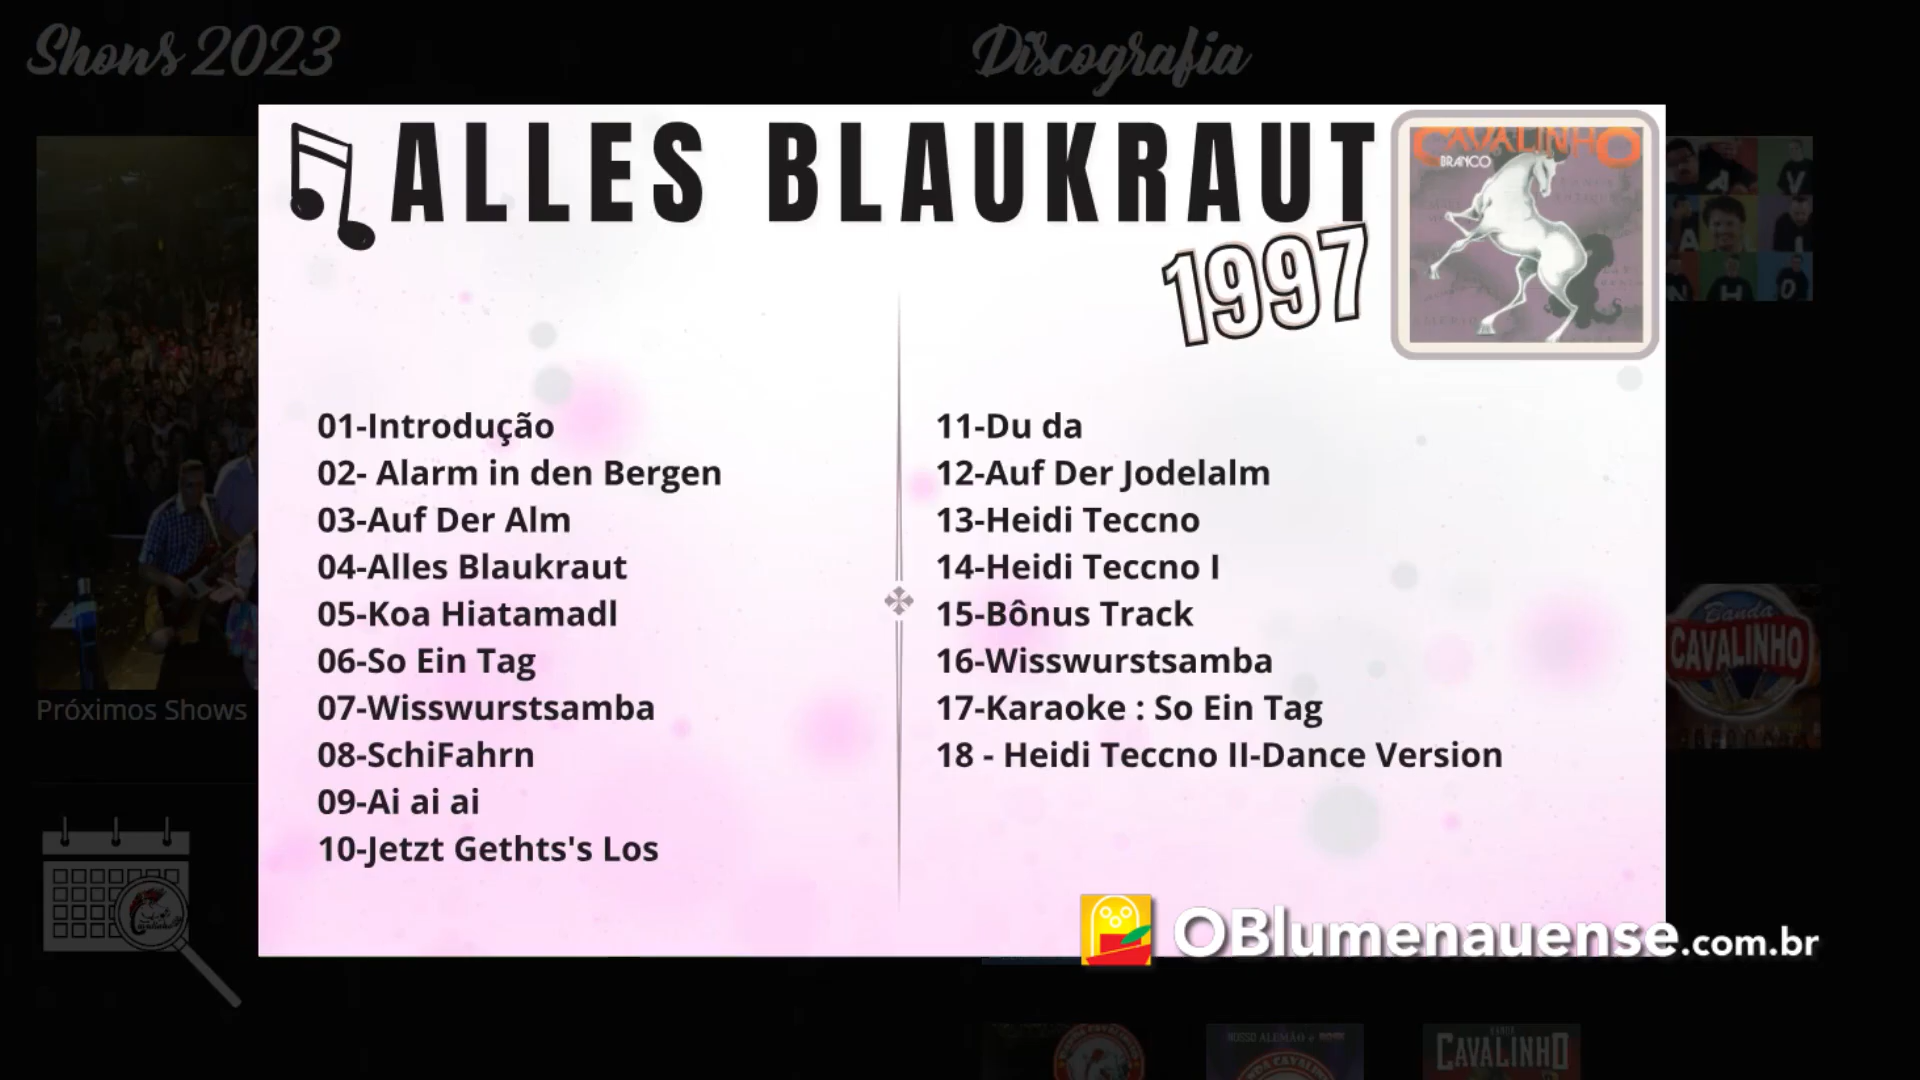 Shows 2023
Discografia
ALLES BLAUKRAUT
1997
CAVALINHO
BRANCO
01-Introdução
02- Alarm in den Bergen
03-Auf Der Alm
04-Alles Blaukraut
05-Koa Hiatamadl
06-So Ein Tag
07-Wisswurstsamba
08-SchiFahrn
09-Ai ai ai
10-Jetzt Gethts's Los
11-Du da
12-Auf Der Jodelalm
13-Heidi Teccno
14-Heidi Teccno I
15-Bônus Track
16-Wisswurstsamba
17-Karaoke : So Ein Tag
18 - Heidi Teccno II-Dance Version
Próximos Shows
Banda
CAVALINHO
OBlumenauense.com.br
CAVALINHO